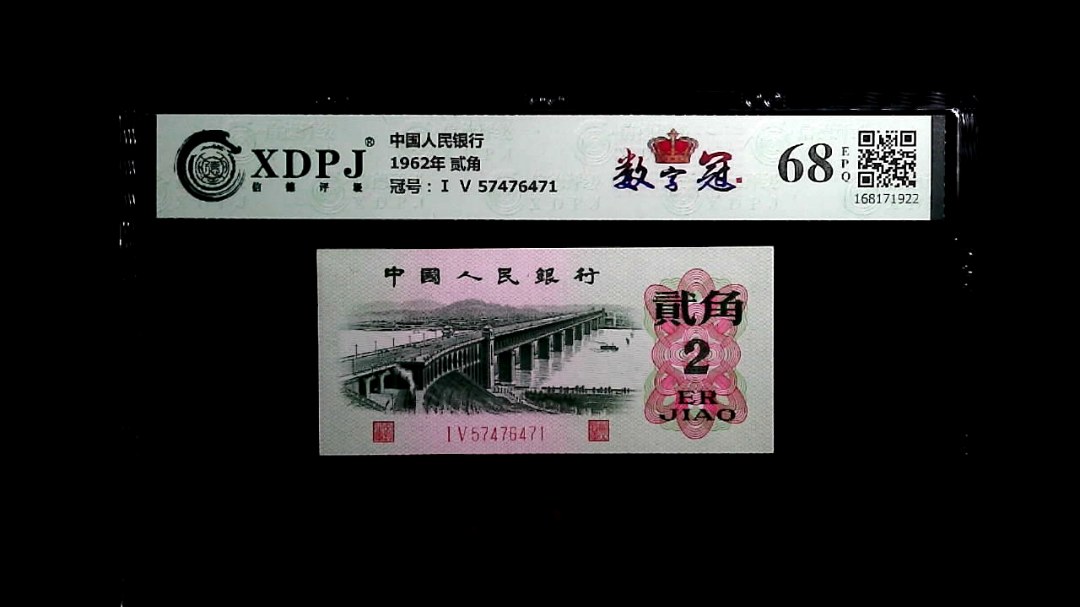 XDPJ®
信德评级
中国人民银行
1962年 贰角
冠号：I V 57476471
数字冠
68
EPQ
168171922
中國人民銀行
貳角
2
ER
JIAO
I V 57476471